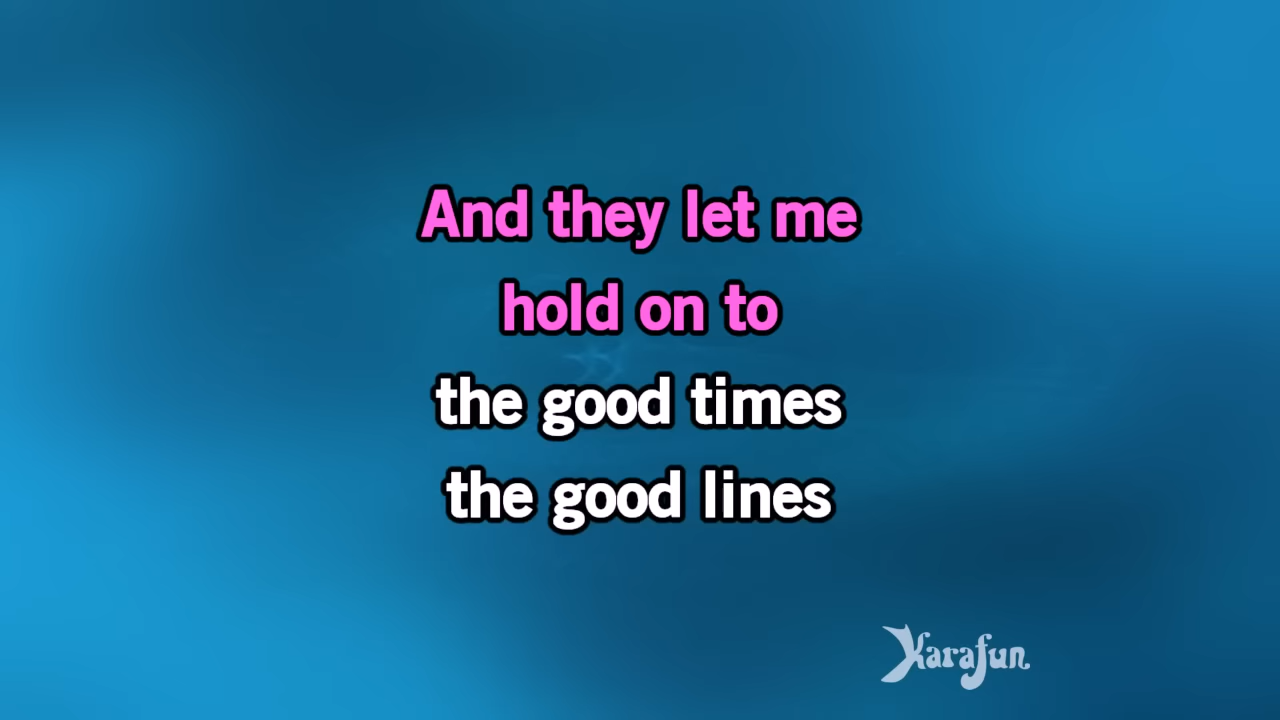 And they let me
hold on to
the good times
the good lines
Karafun